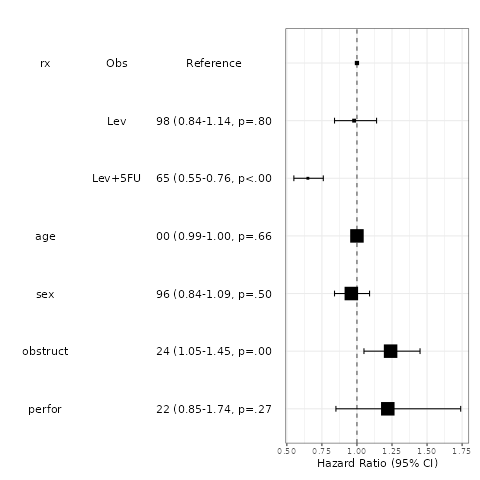 rx Obs Reference
Lev 98 (0.84-1.14, p=.80
Lev+5FU 65 (0.55-0.76, p<.00
age 00 (0.99-1.00, p=.66
sex 96 (0.84-1.09, p=.50
obstruct 24 (1.05-1.45, p=.00
perfor 22 (0.85-1.74, p=.27
0.50 0.75 1.00 1.25 1.50 1.75
Hazard Ratio (95% CI)